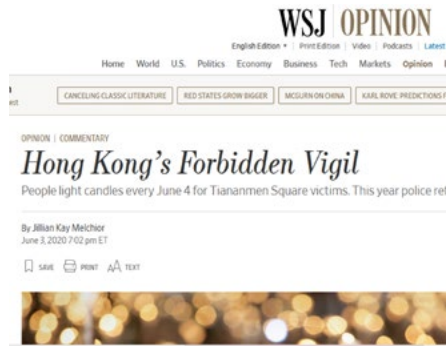 WSJ OPINION
English Edition Print Edition Video Podcasts Latest
Home World U.S. Politics Economy Business Tech Markets Opinion
CANCELING CLASSIC LITERATURE RED STATES GROW BIGGER MCGURN ON CHINA KARL ROVE: PREDICTIONS F
OPINION | COMMENTARY
Hong Kong's Forbidden Vigil
People light candles every June 4 for Tiananmen Square victims. This year police ref
By Jillian Kay Melchior
June 3, 2020 7:02 pm ET
SAVE PRINT AA TEXT